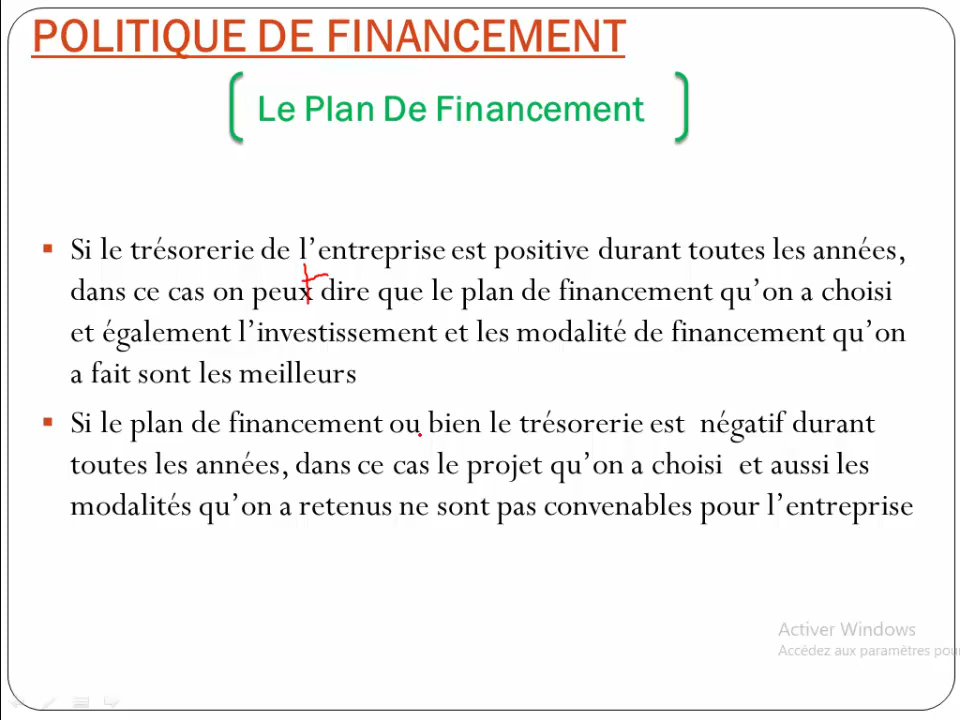 POLITIQUE DE FINANCEMENT
Le Plan De Financement
▪ Si le trésorerie de l’entreprise est positive durant toutes les années,
dans ce cas on peux dire que le plan de financement qu’on a choisi
et également l’investissement et les modalité de financement qu’on
a fait sont les meilleurs
▪ Si le plan de financement ou bien le trésorerie est négatif durant
toutes les années, dans ce cas le projet qu’on a choisi et aussi les
modalités qu’on a retenus ne sont pas convenables pour l’entreprise
Activer Windows
Accédez aux paramètres pour